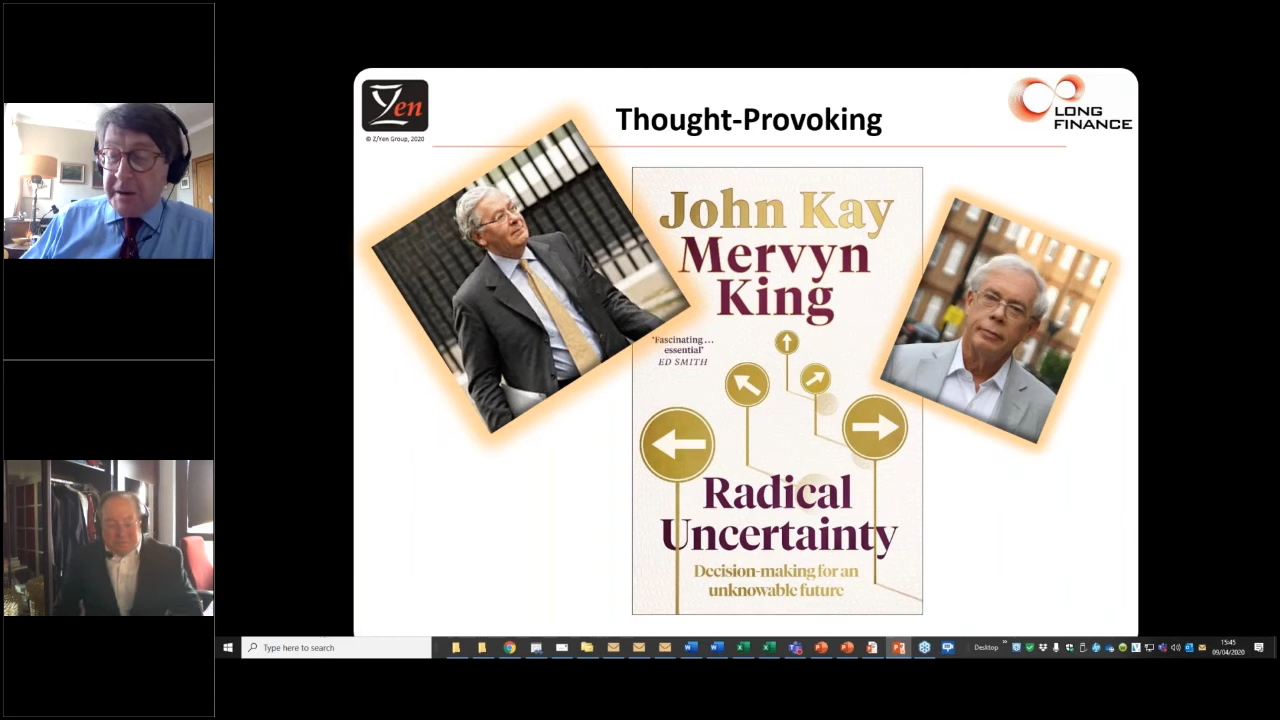 Z/Yen
© Z/Yen Group, 2020
Thought-Provoking
LONG
FINANCE
John Kay
Mervyn
King
‘Fascinating…
essential’
ED SMITH
Radical
Uncertainty
Decision-making for an
unknowable future
Type here to search
Desktop
15:45
09/04/2020